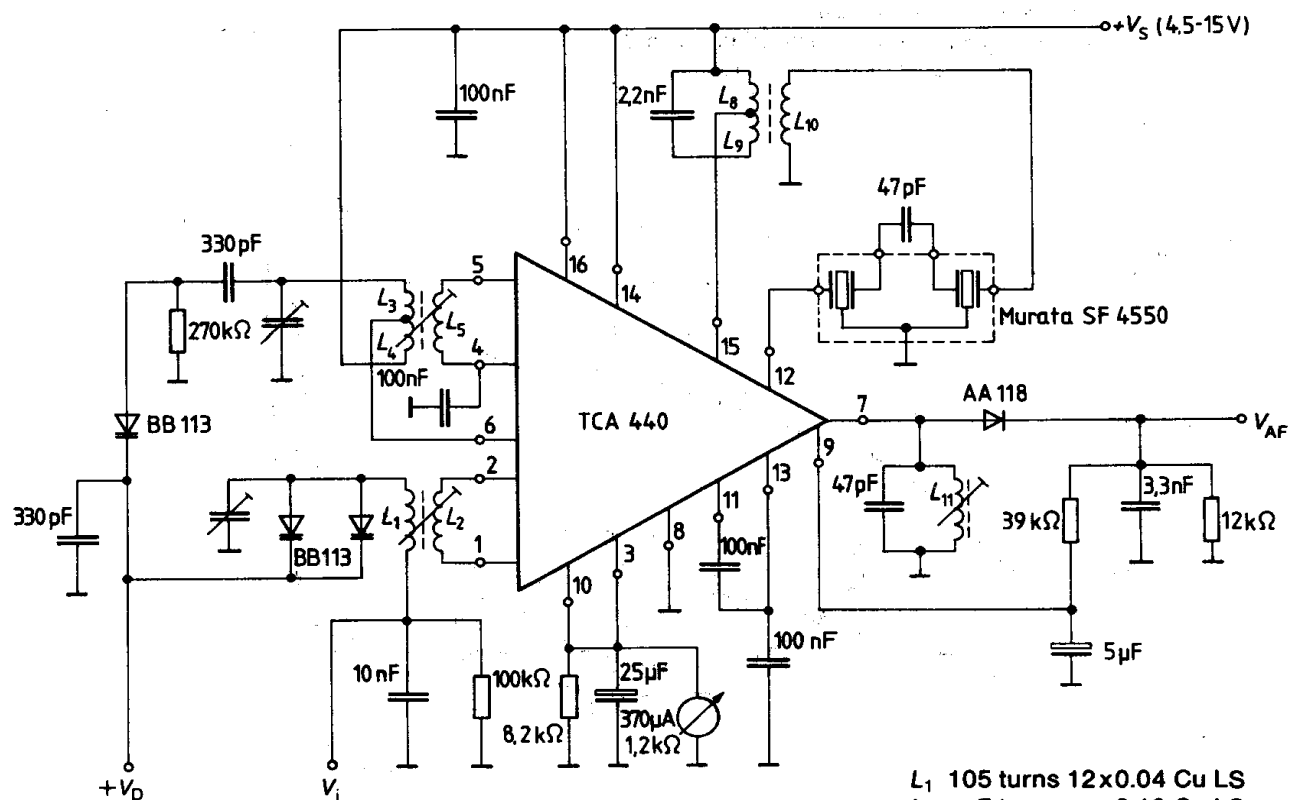 +VS (4,5-15V)
100nF
2,2nF
L8
L9
L10
47pF
330pF
5
16
14
L3
L5
270kΩ
L4
4
15
12
Murata SF 4550
100nF
BB 113
TCA 440
6
7
AA 118
VAF
2
9
13
11
47pF
L11
3,3nF
330pF
L1
L2
39kΩ
12kΩ
BB113
1
3
8
100nF
10
100 nF
5µF
10nF
100kΩ
25µF
8,2kΩ
370µA
1,2kΩ
+VD
Vi
L1 105 turns 12x0.04 Cu LS